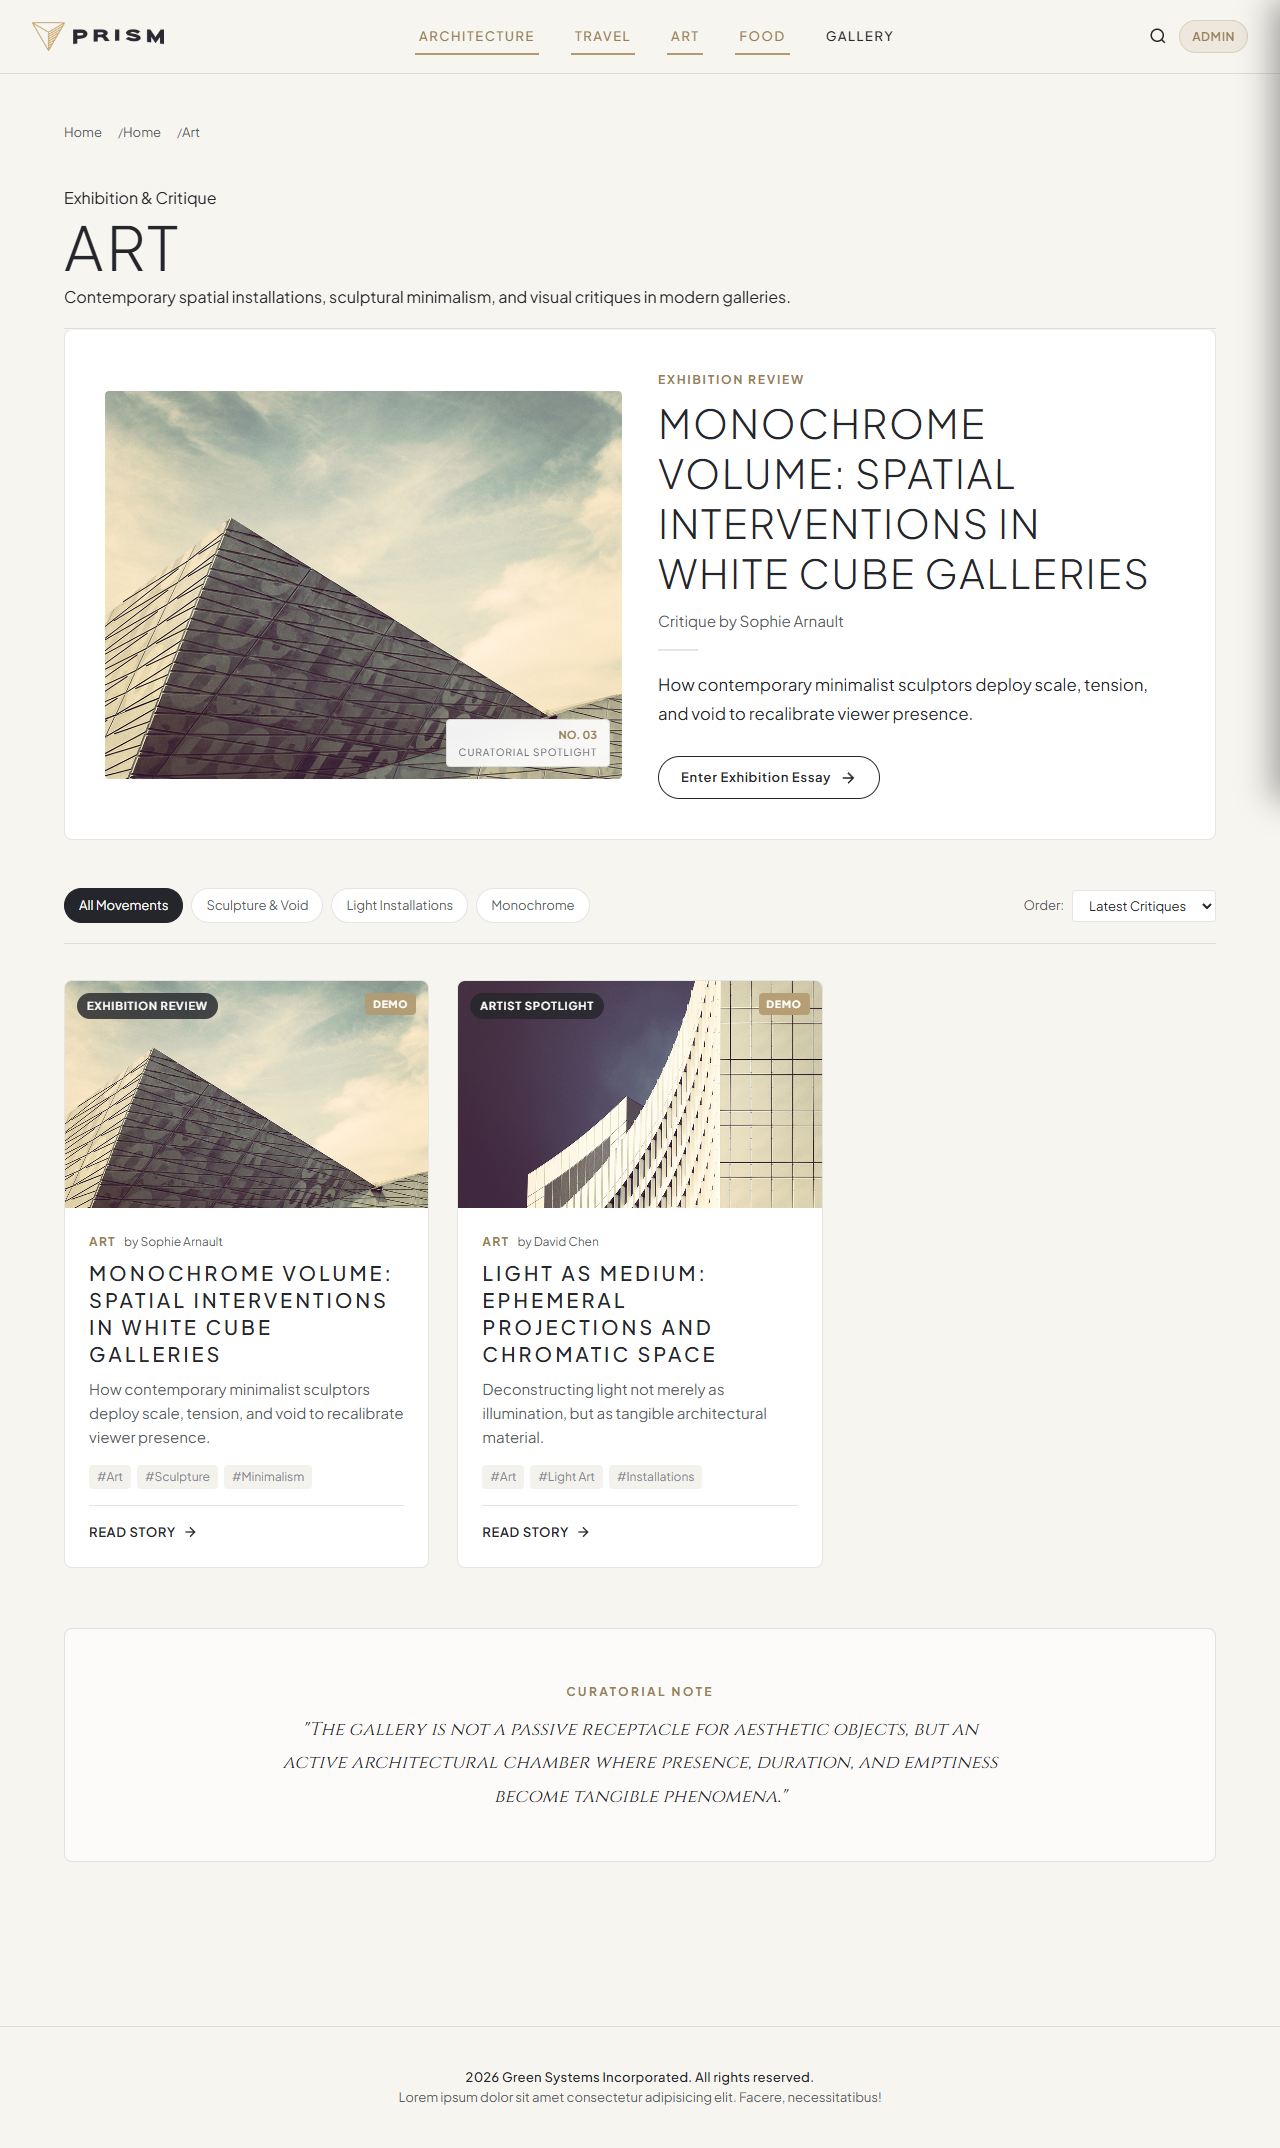 PRISM
ARCHITECTURE
TRAVEL
ART
FOOD
GALLERY
ADMIN
Home /Home /Art
Exhibition & Critique
ART
Contemporary spatial installations, sculptural minimalism, and visual critiques in modern galleries.
NO. 03
CURATORIAL SPOTLIGHT
EXHIBITION REVIEW
MONOCHROME
VOLUME: SPATIAL
INTERVENTIONS IN
WHITE CUBE GALLERIES
Critique by Sophie Arnault
How contemporary minimalist sculptors deploy scale, tension,
and void to recalibrate viewer presence.
Enter Exhibition Essay
All Movements
Sculpture & Void
Light Installations
Monochrome
Order:
Latest Critiques
EXHIBITION REVIEW
DEMO
ART by Sophie Arnault
MONOCHROME VOLUME:
SPATIAL INTERVENTIONS
IN WHITE CUBE
GALLERIES
How contemporary minimalist sculptors
deploy scale, tension, and void to recalibrate
viewer presence.
#Art #Sculpture #Minimalism
READ STORY
ARTIST SPOTLIGHT
DEMO
ART by David Chen
LIGHT AS MEDIUM:
EPHEMERAL
PROJECTIONS AND
CHROMATIC SPACE
Deconstructing light not merely as
illumination, but as tangible architectural
material.
#Art #Light Art #Installations
READ STORY
CURATORIAL NOTE
"The gallery is not a passive receptacle for aesthetic objects, but an
active architectural chamber where presence, duration, and emptiness
become tangible phenomena."
2026 Green Systems Incorporated. All rights reserved.
Lorem ipsum dolor sit amet consectetur adipisicing elit. Facere, necessitatibus!